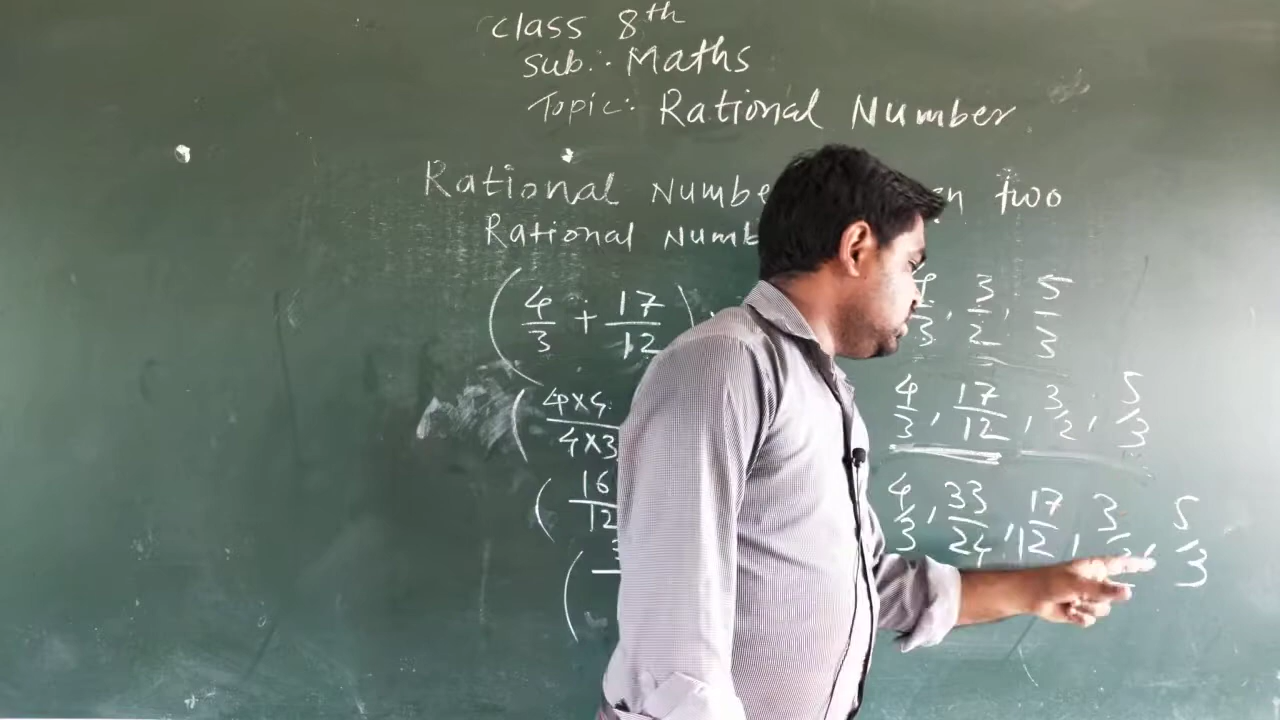 Class 8th
Sub:- Maths
Topic:- Rational Number
Rational Numbe en two
Rational Numb
(4/3 + 17/12)
(4×4/4×3
(16/12
(
4/3, 3/2, 5/3
4/3, 17/12, 3/2, 5/3
4/3, 33/24, 17/12, 3/2, 5/3